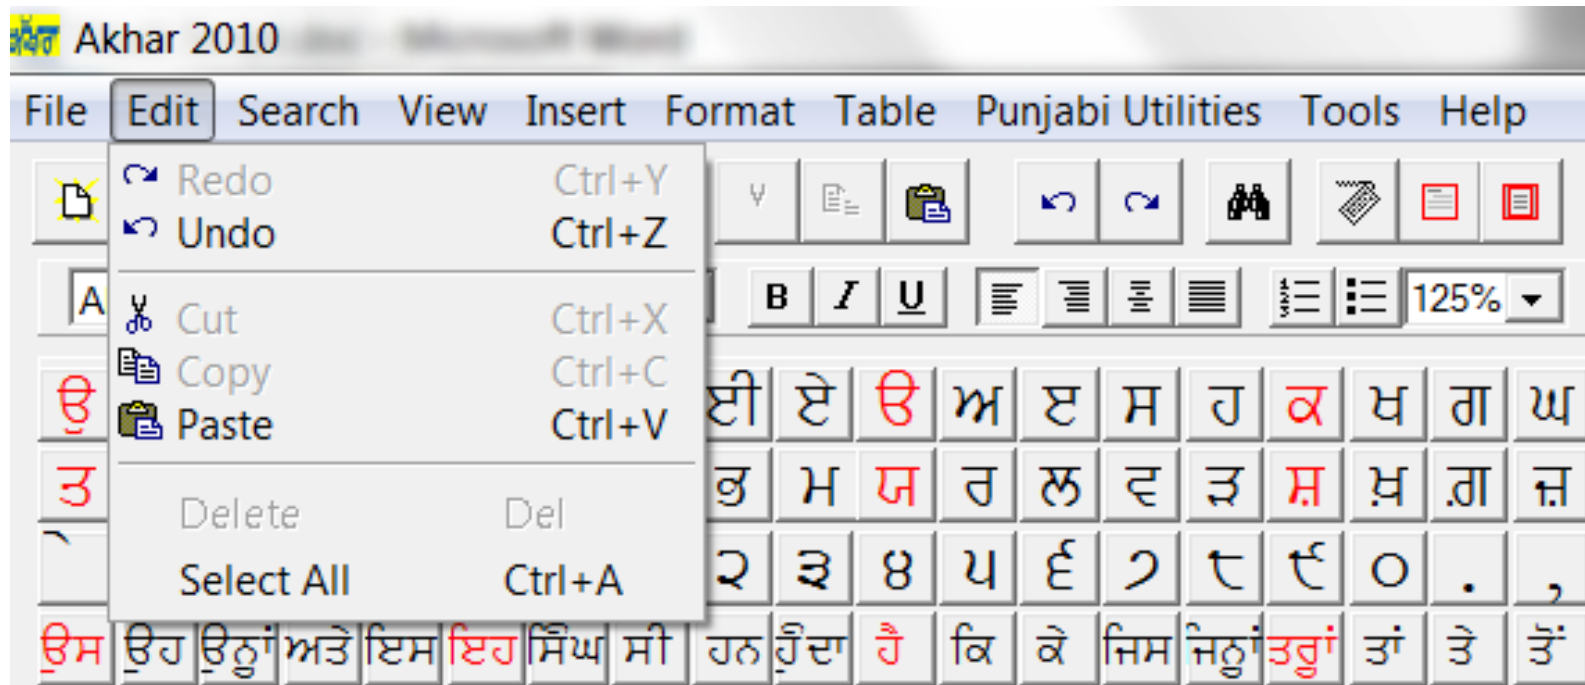 Akhar 2010
File Edit Search View Insert Format Table Punjabi Utilities Tools Help
Redo Ctrl+Y
Undo Ctrl+Z
B I U 125%
Cut Ctrl+X
Copy Ctrl+C
Paste Ctrl+V
ਉ ਈ ਏ ੳ ਅ ੲ ਸ ਹ ਕ ਖ ਗ ਘ
ਤ ਭ ਮ ਯ ਰ ਲ ਵ ੜ ਸ਼ ਖ਼ ਗ਼ ਜ਼
Delete Del
Select All Ctrl+A
੨ ੩ ੪ ੫ ੬ ੭ ੮ ੯ ੦ . ,
ਉਸ ਉਹ ਉਨ੍ਹਾਂ ਅਤੇ ਇਸ ਇਹ ਸਿੰਘ ਸੀ ਹਨ ਹੁੰਦਾ ਹੈ ਕਿ ਕੇ ਜਿਸ ਜਿਨ੍ਹਾਂ ਤਰ੍ਹਾਂ ਤਾਂ ਤੇ ਤੋਂ